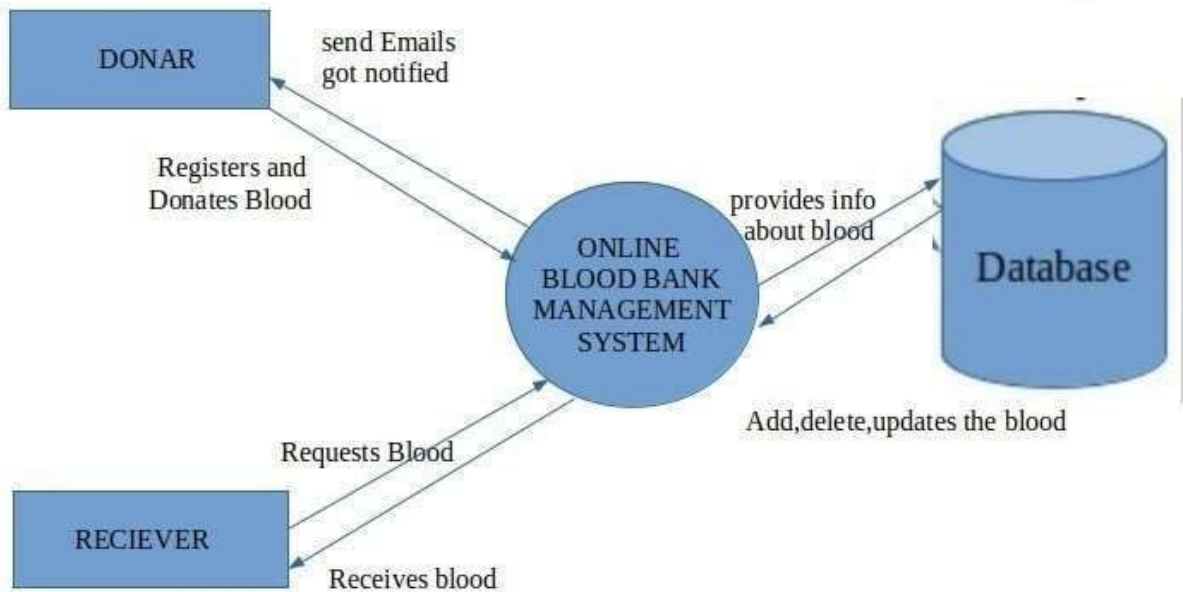 DONAR
send Emails
got notified
Registers and
Donates Blood
provides info
about blood
ONLINE
BLOOD BANK
MANAGEMENT
SYSTEM
Database
Add,delete,updates the blood
Requests Blood
RECIEVER
Receives blood